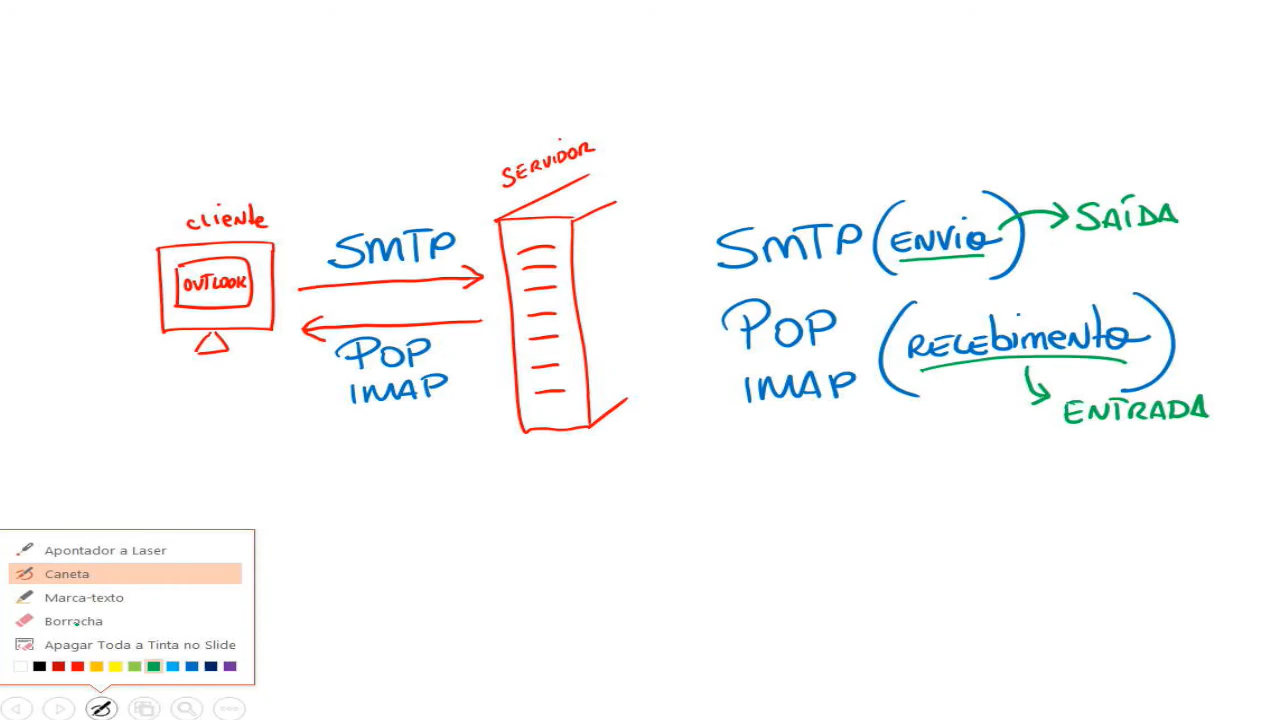 SERVIDOR
cliente
OUTLOOK
SMTP
POP
IMAP
SMTP (ENVIO) → SAÍDA
POP
IMAP
(RECEBIMENTO)
ENTRADA
Apontador a Laser
Caneta
Marca-texto
Borracha
Apagar Toda a Tinta no Slide